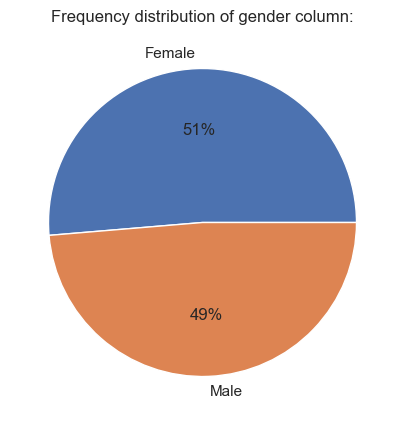 Frequency distribution of gender column:
Female
51%
49%
Male